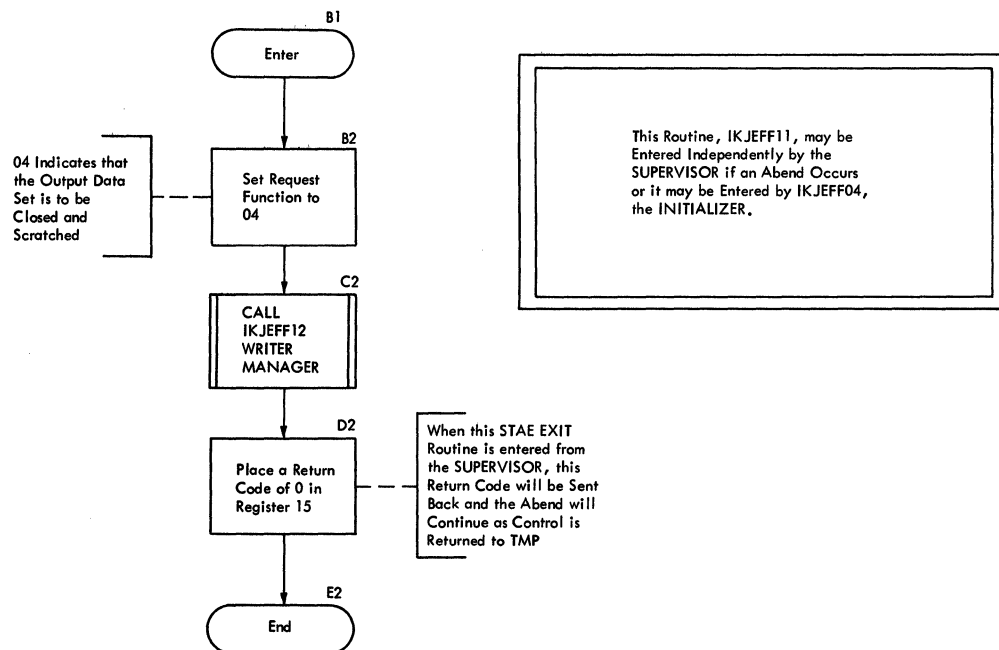 B1
Enter
This Routine, IKJEFF11, may be
Entered Independently by the
SUPERVISOR if an Abend Occurs
or it may be Entered by IKJEFF04,
the INITIALIZER.
04 Indicates that
the Output Data
Set is to be
Closed and
Scratched
B2
Set Request
Function to
04
C2
CALL
IKJEFF12
WRITER
MANAGER
D2
Place a Return
Code of 0 in
Register 15
When this STAE EXIT
Routine is entered from
the SUPERVISOR, this
Return Code will be Sent
Back and the Abend will
Continue as Control is
Returned to TMP
E2
End